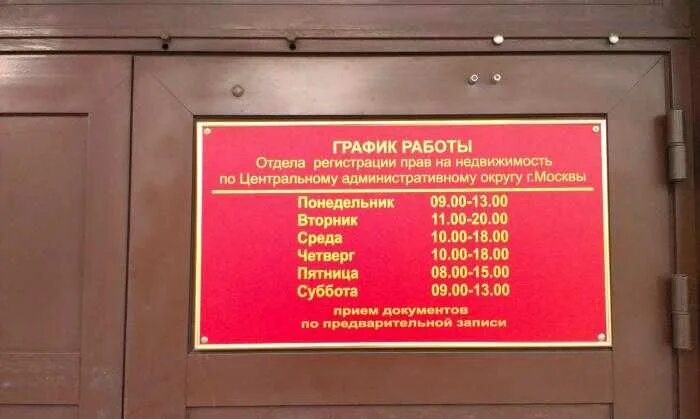 ГРАФИК РАБОТЫ
Отдела регистрации прав на недвижимость
по Центральному административному округу г.Москвы
Понедельник 09.00-13.00
Вторник 11.00-20.00
Среда 10.00-18.00
Четверг 10.00-18.00
Пятница 08.00-15.00
Суббота 09.00-13.00
прием документов
по предварительной записи